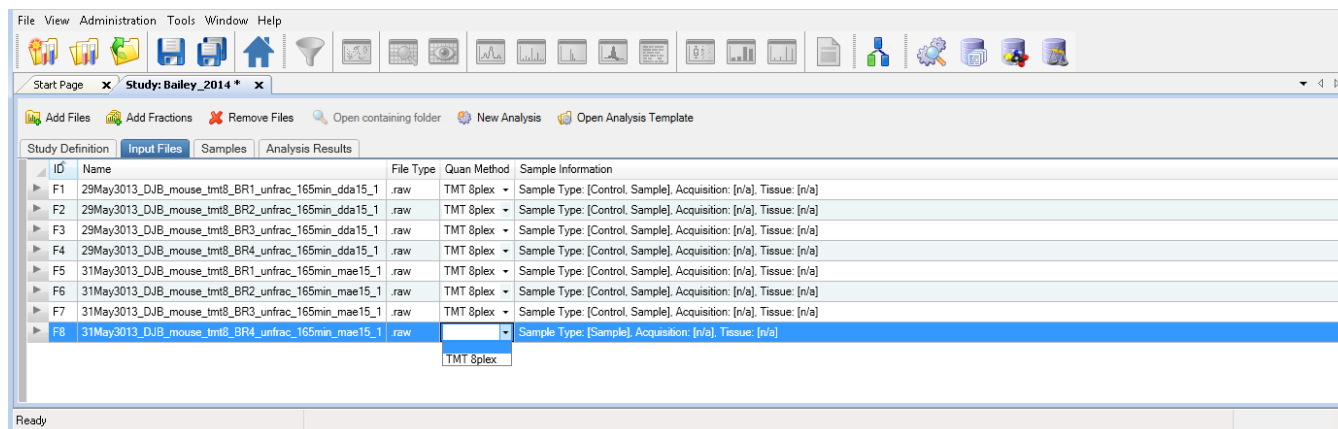 File View Administration Tools Window Help
Start Page x Study: Bailey_2014 * x
Add Files Add Fractions Remove Files Open containing folder New Analysis Open Analysis Template
Study Definition Input Files Samples Analysis Results
ID Name File Type Quan Method Sample Information
F1 29May3013_DJB_mouse_tmt8_BR1_unfrac_165min_dda15_1 .raw TMT 8plex Sample Type: [Control, Sample], Acquisition: [n/a], Tissue: [n/a]
F2 29May3013_DJB_mouse_tmt8_BR2_unfrac_165min_dda15_1 .raw TMT 8plex Sample Type: [Control, Sample], Acquisition: [n/a], Tissue: [n/a]
F3 29May3013_DJB_mouse_tmt8_BR3_unfrac_165min_dda15_1 .raw TMT 8plex Sample Type: [Control, Sample], Acquisition: [n/a], Tissue: [n/a]
F4 29May3013_DJB_mouse_tmt8_BR4_unfrac_165min_dda15_1 .raw TMT 8plex Sample Type: [Control, Sample], Acquisition: [n/a], Tissue: [n/a]
F5 31May3013_DJB_mouse_tmt8_BR1_unfrac_165min_mae15_1 .raw TMT 8plex Sample Type: [Control, Sample], Acquisition: [n/a], Tissue: [n/a]
F6 31May3013_DJB_mouse_tmt8_BR2_unfrac_165min_mae15_1 .raw TMT 8plex Sample Type: [Control, Sample], Acquisition: [n/a], Tissue: [n/a]
F7 31May3013_DJB_mouse_tmt8_BR3_unfrac_165min_mae15_1 .raw TMT 8plex Sample Type: [Control, Sample], Acquisition: [n/a], Tissue: [n/a]
F8 31May3013_DJB_mouse_tmt8_BR4_unfrac_165min_mae15_1 .raw Sample Type: [Sample], Acquisition: [n/a], Tissue: [n/a]
TMT 8plex
Ready